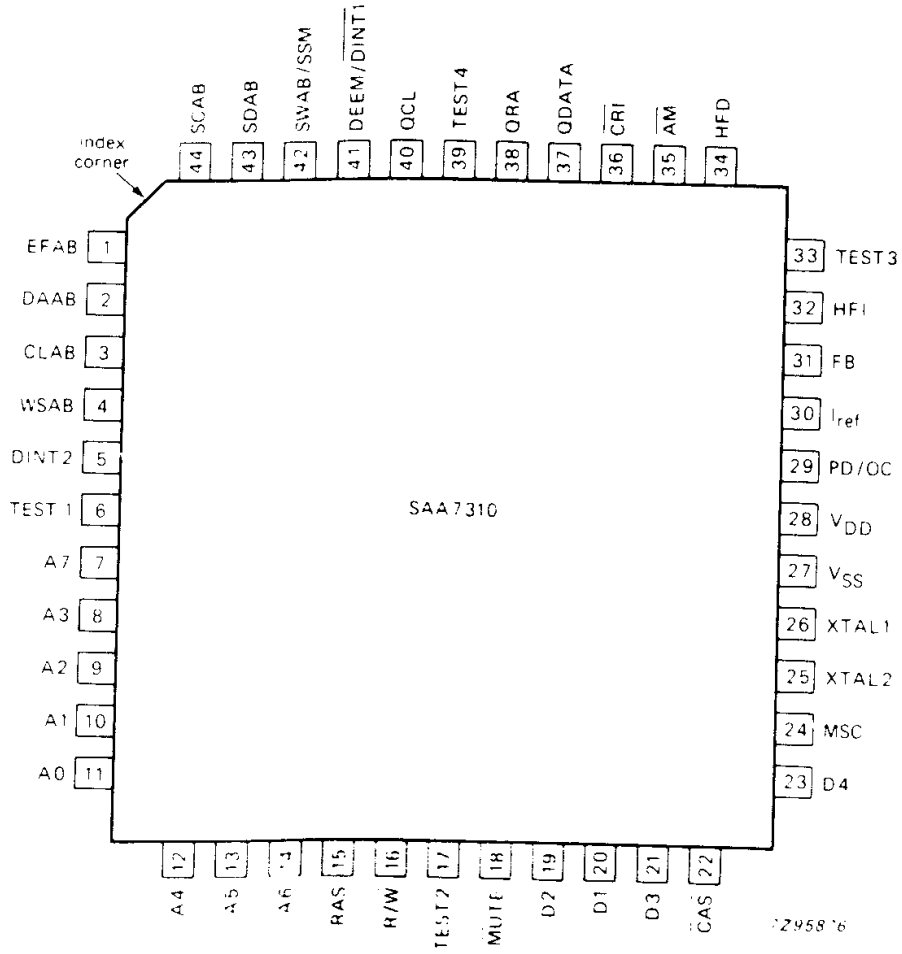 index
corner
44 SCAB
43 SDAB
42 SWAB/SSM
41 DEEM/DINT1
40 QCL
39 TEST4
38 QRA
37 QDATA
36 CRI
35 AM
34 HFD
EFAB 1
DAAB 2
CLAB 3
WSAB 4
DINT2 5
TEST 1 6
A7 7
A3 8
A2 9
A1 10
A0 11
SAA7310
33 TEST3
32 HFI
31 FB
30 Iref
29 PD/OC
28 VDD
27 VSS
26 XTAL1
25 XTAL2
24 MSC
23 D4
A4 12
A5 13
A6 14
RAS 15
R/W 16
TEST2 17
MUTE 18
D2 19
D1 20
D3 21
CAS 22